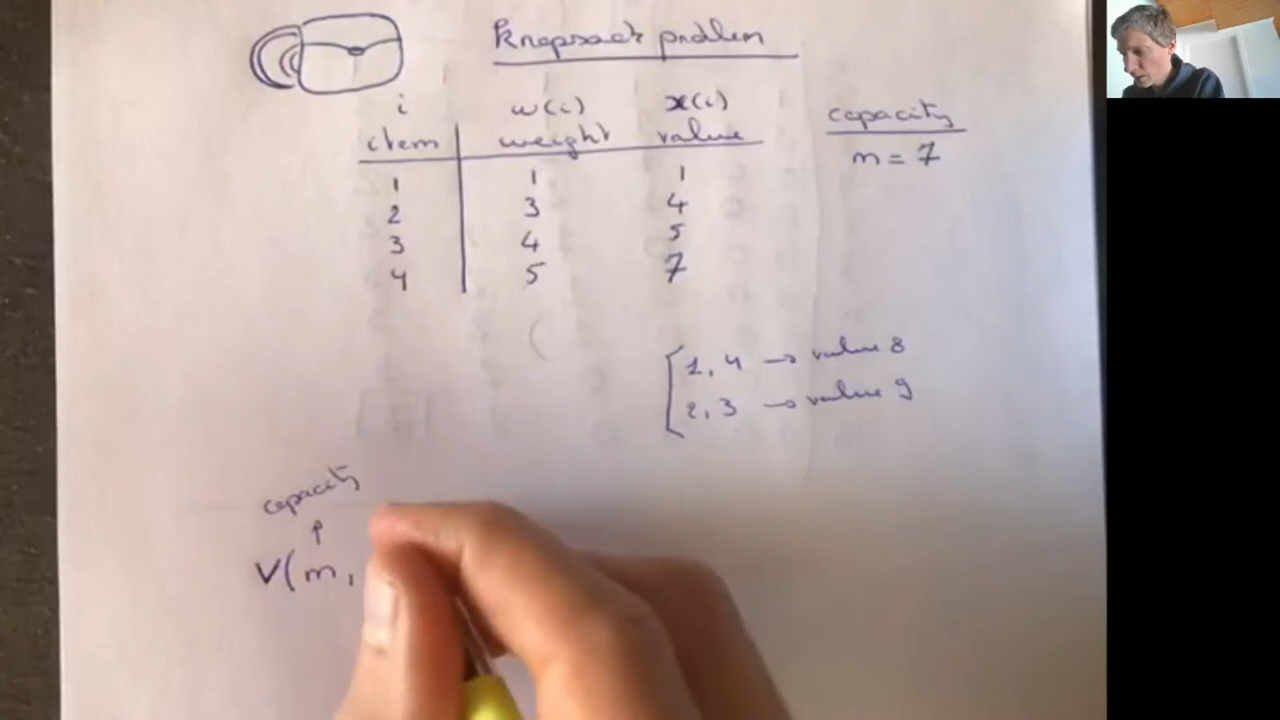 Knapsack problem
i w(i) x(i)
item weight value
capacity
m = 7
1 1 1
2 3 4
3 4 5
4 5 7
1, 4 → value 8
2, 3 → value 9
capacity
↑
V(m,